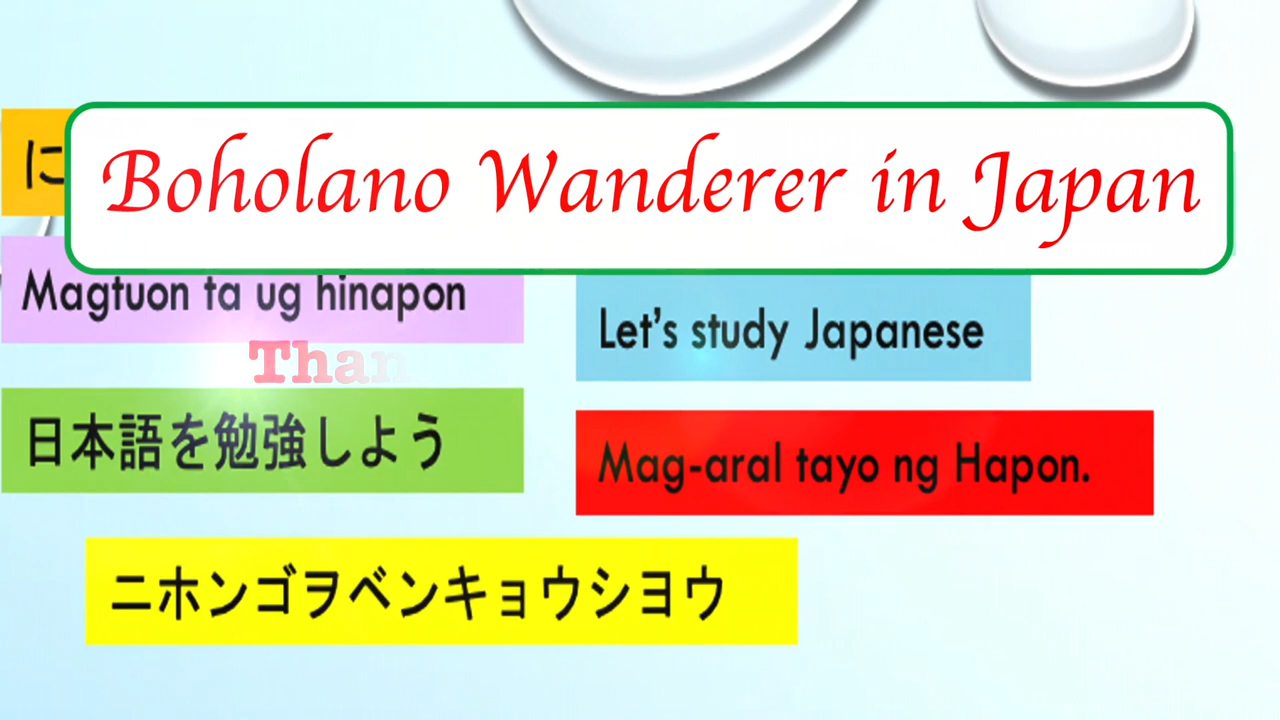 Boholano Wanderer in Japan
に
Magtuon ta ug hinapon
Let's study Japanese
Than
日本語を勉強しよう
Mag-aral tayo ng Hapon.
ニホンゴヲベンキョウシヨウ